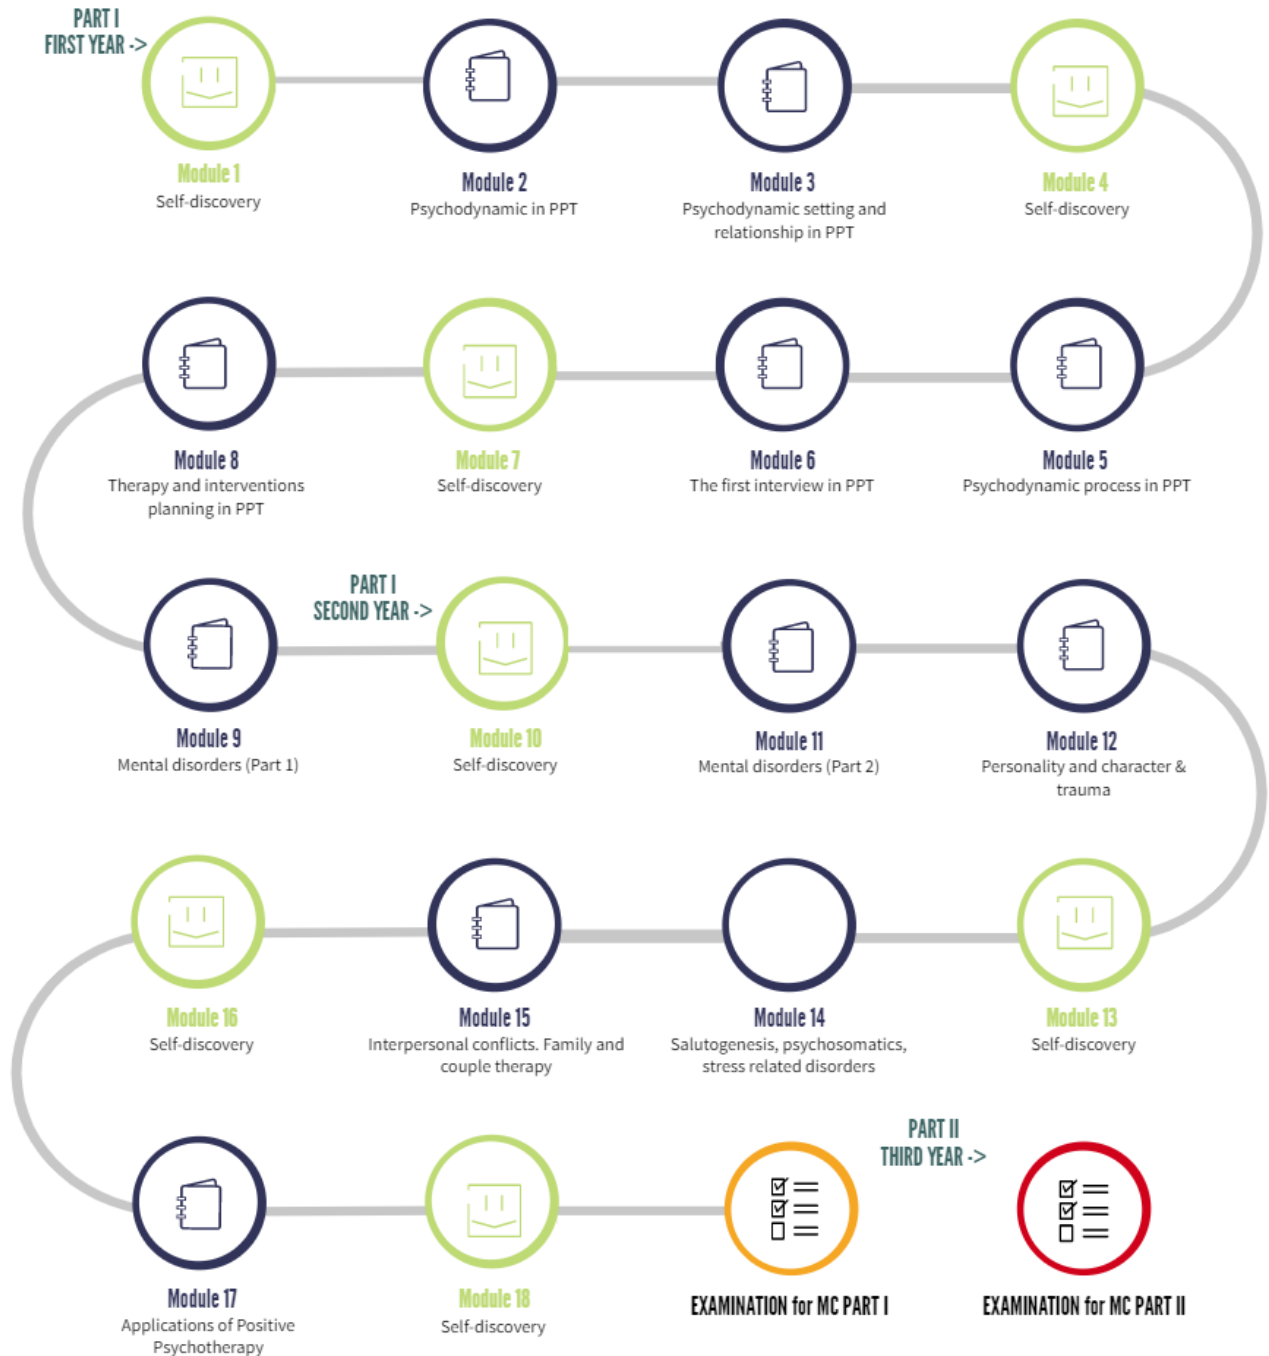 PART I
FIRST YEAR ->
Module 1
Self-discovery
Module 2
Psychodynamic in PPT
Module 3
Psychodynamic setting and
relationship in PPT
Module 4
Self-discovery
Module 8
Therapy and interventions
planning in PPT
Module 7
Self-discovery
Module 6
The first interview in PPT
Module 5
Psychodynamic process in PPT
PART I
SECOND YEAR ->
Module 9
Mental disorders (Part 1)
Module 10
Self-discovery
Module 11
Mental disorders (Part 2)
Module 12
Personality and character &
trauma
Module 16
Self-discovery
Module 15
Interpersonal conflicts. Family and
couple therapy
Module 14
Salutogenesis, psychosomatics,
stress related disorders
Module 13
Self-discovery
PART II
THIRD YEAR ->
Module 17
Applications of Positive
Psychotherapy
Module 18
Self-discovery
EXAMINATION for MC PART I
EXAMINATION for MC PART II